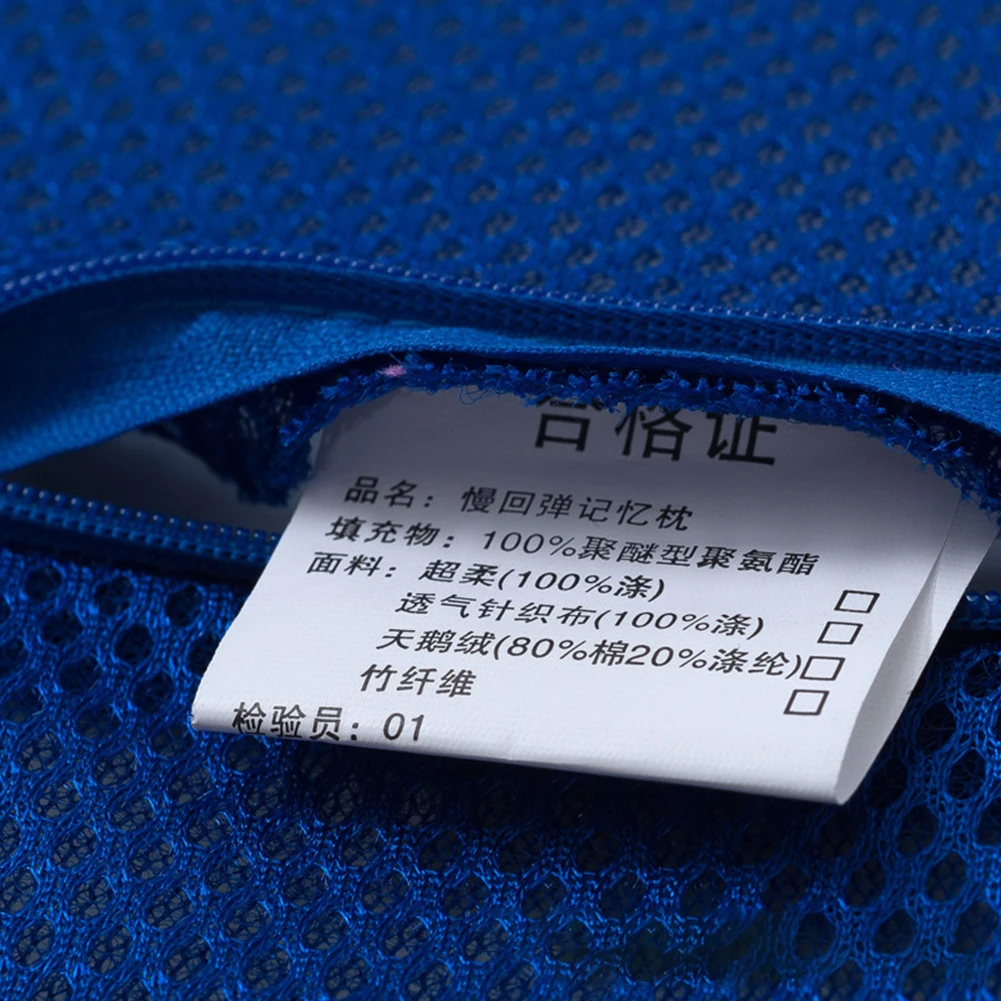 合格证
品名：慢回弹记忆枕
填充物：100%聚醚型聚氨酯
面料：超柔(100%涤)
透气针织布(100%涤)
天鹅绒(80%棉20%涤纶)
竹纤维
检验员：01